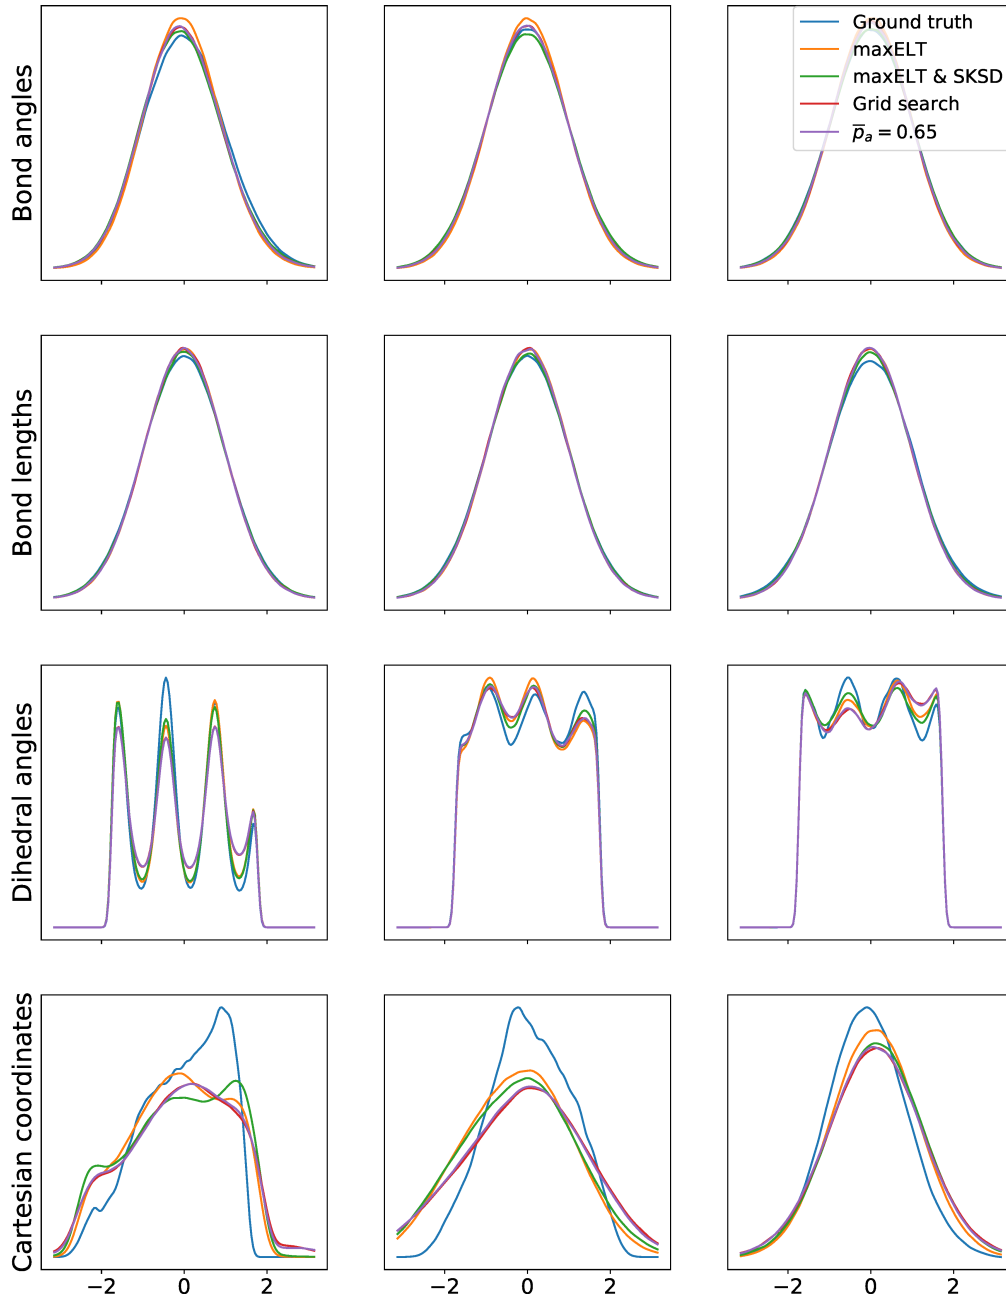 Bond angles
Ground truth
maxELT
maxELT & SKSD
Grid search
p̅ₐ = 0.65
Bond lengths
Dihedral angles
Cartesian coordinates
−2 0 2
−2 0 2
−2 0 2